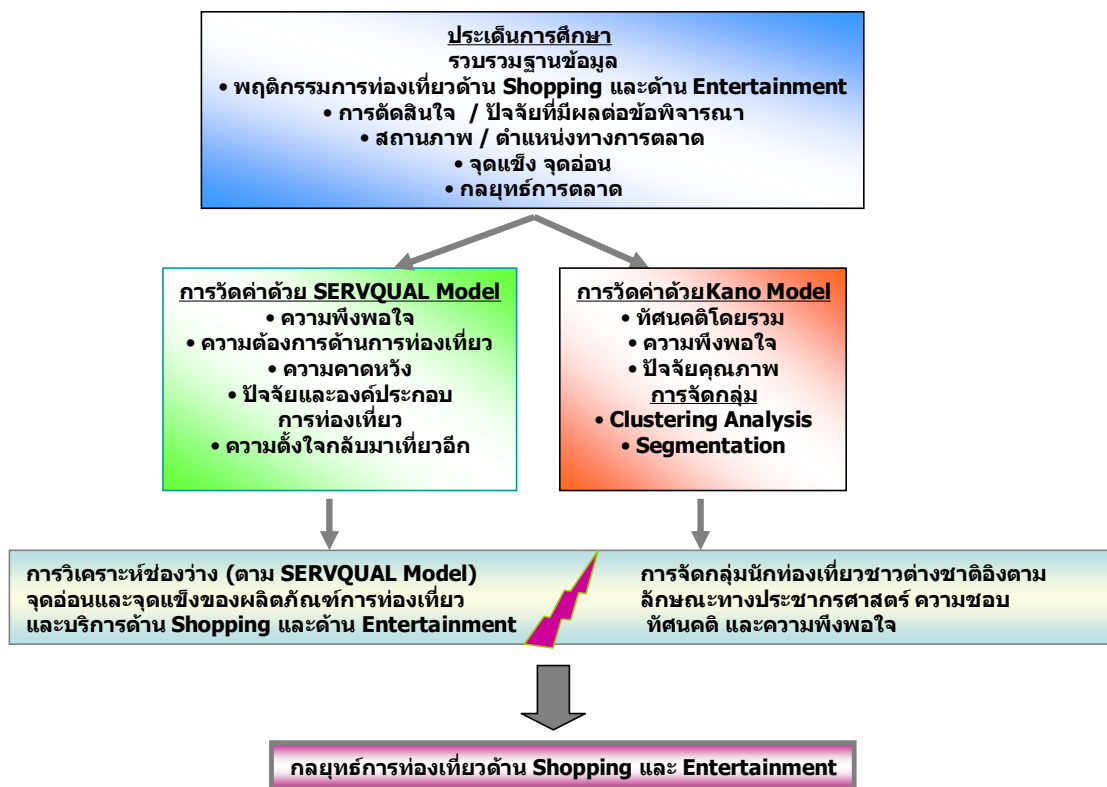 ประเด็นการศึกษา
รวบรวมฐานข้อมูล
• พฤติกรรมการท่องเที่ยวด้าน Shopping และด้าน Entertainment
• การตัดสินใจ / ปัจจัยที่มีผลต่อข้อพิจารณา
• สถานภาพ / ตำแหน่งทางการตลาด
• จุดแข็ง จุดอ่อน
• กลยุทธ์การตลาด
การวัดค่าด้วย SERVQUAL Model
• ความพึงพอใจ
• ความต้องการด้านการท่องเที่ยว
• ความคาดหวัง
• ปัจจัยและองค์ประกอบ
การท่องเที่ยว
• ความตั้งใจกลับมาเที่ยวอีก
การวัดค่าด้วยKano Model
• ทัศนคติโดยรวม
• ความพึงพอใจ
• ปัจจัยคุณภาพ
การจัดกลุ่ม
• Clustering Analysis
• Segmentation
การวิเคราะห์ช่องว่าง (ตาม SERVQUAL Model)
จุดอ่อนและจุดแข็งของผลิตภัณฑ์การท่องเที่ยว
และบริการด้าน Shopping และด้าน Entertainment
การจัดกลุ่มนักท่องเที่ยวชาวต่างชาติอิงตาม
ลักษณะทางประชากรศาสตร์ ความชอบ
ทัศนคติ และความพึงพอใจ
กลยุทธ์การท่องเที่ยวด้าน Shopping และ Entertainment